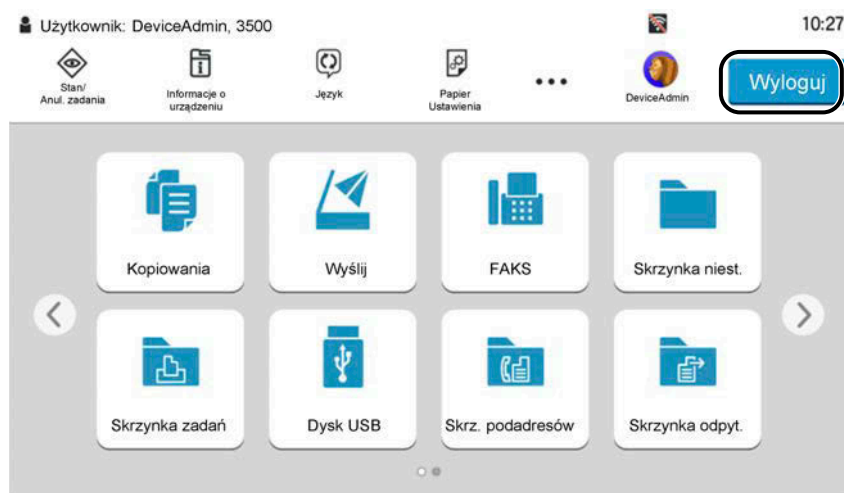 Użytkownik: DeviceAdmin, 3500
10:27
Stan/
Anul. zadania
Informacje o
urządzeniu
Język
Papier
Ustawienia
DeviceAdmin
Wyloguj
Kopiowania
Wyślij
FAKS
Skrzynka niest.
Skrzynka zadań
Dysk USB
Skrz. podadresów
Skrzynka odpyt.